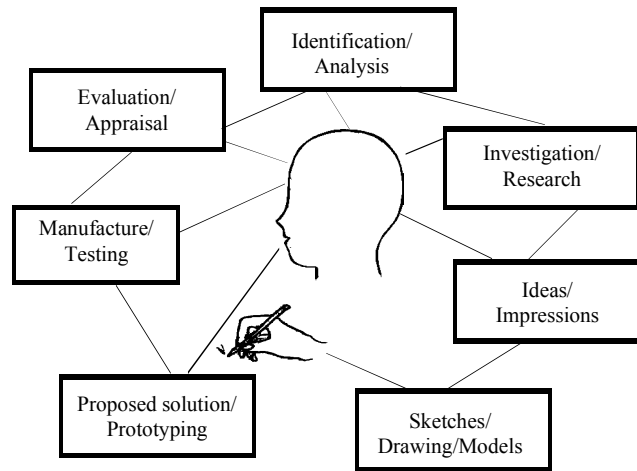 Identification/
Analysis
Evaluation/
Appraisal
Investigation/
Research
Manufacture/
Testing
Ideas/
Impressions
Proposed solution/
Prototyping
Sketches/
Drawing/Models